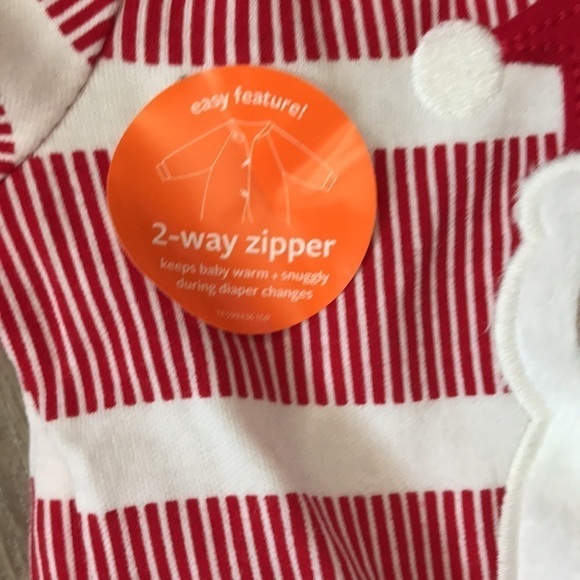 easy feature!
2-way zipper
keeps baby warm + snuggly
during diaper changes